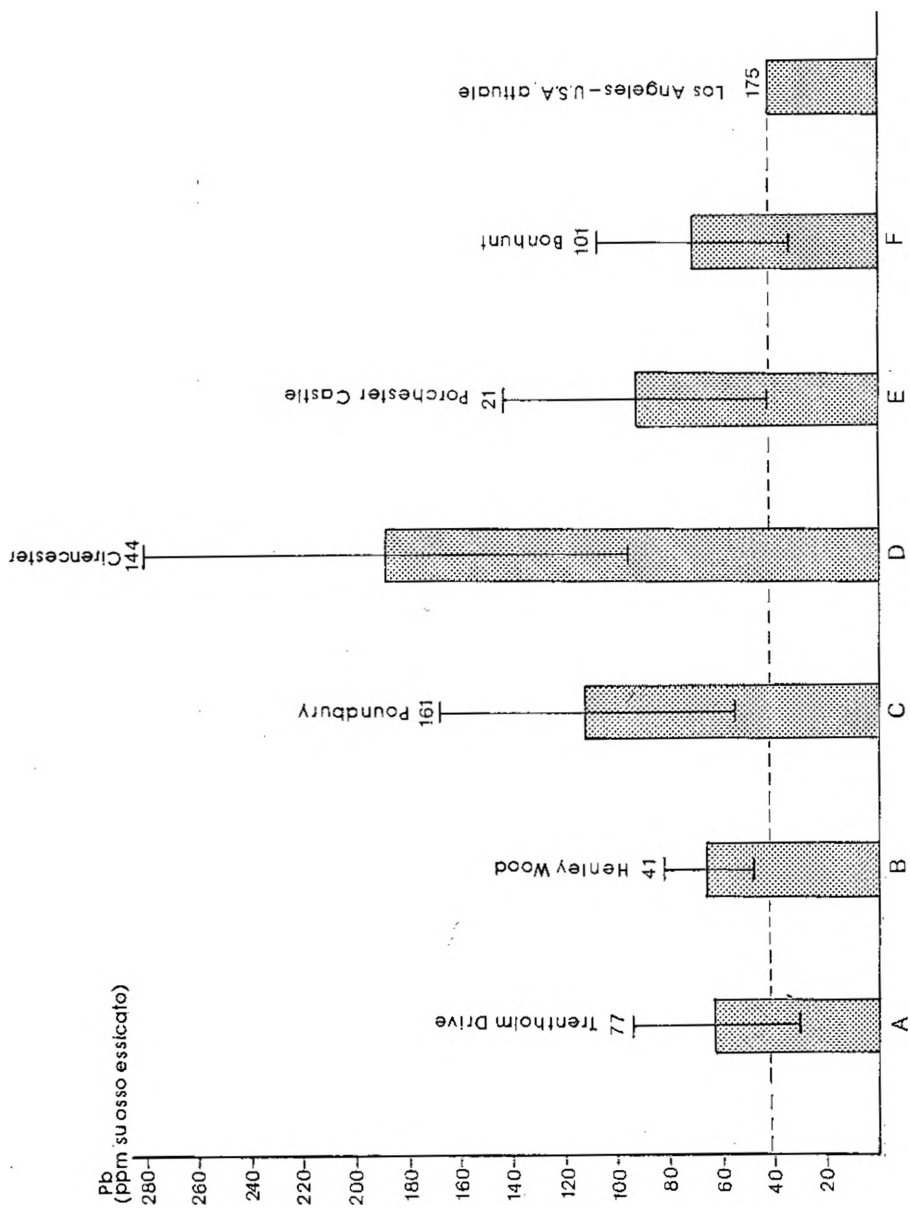 Pb
(ppm su osso essicato)
280
260
240
220
200
180
160
140
120
100
80
60
40
20
Trentholm Drive
77
Henley Wood
41
Poundbury
161
Cirencester
144
Porchester Castle
21
Bonhunt
101
Los Angeles-U.S.A. attuale
175
A
B
C
D
E
F